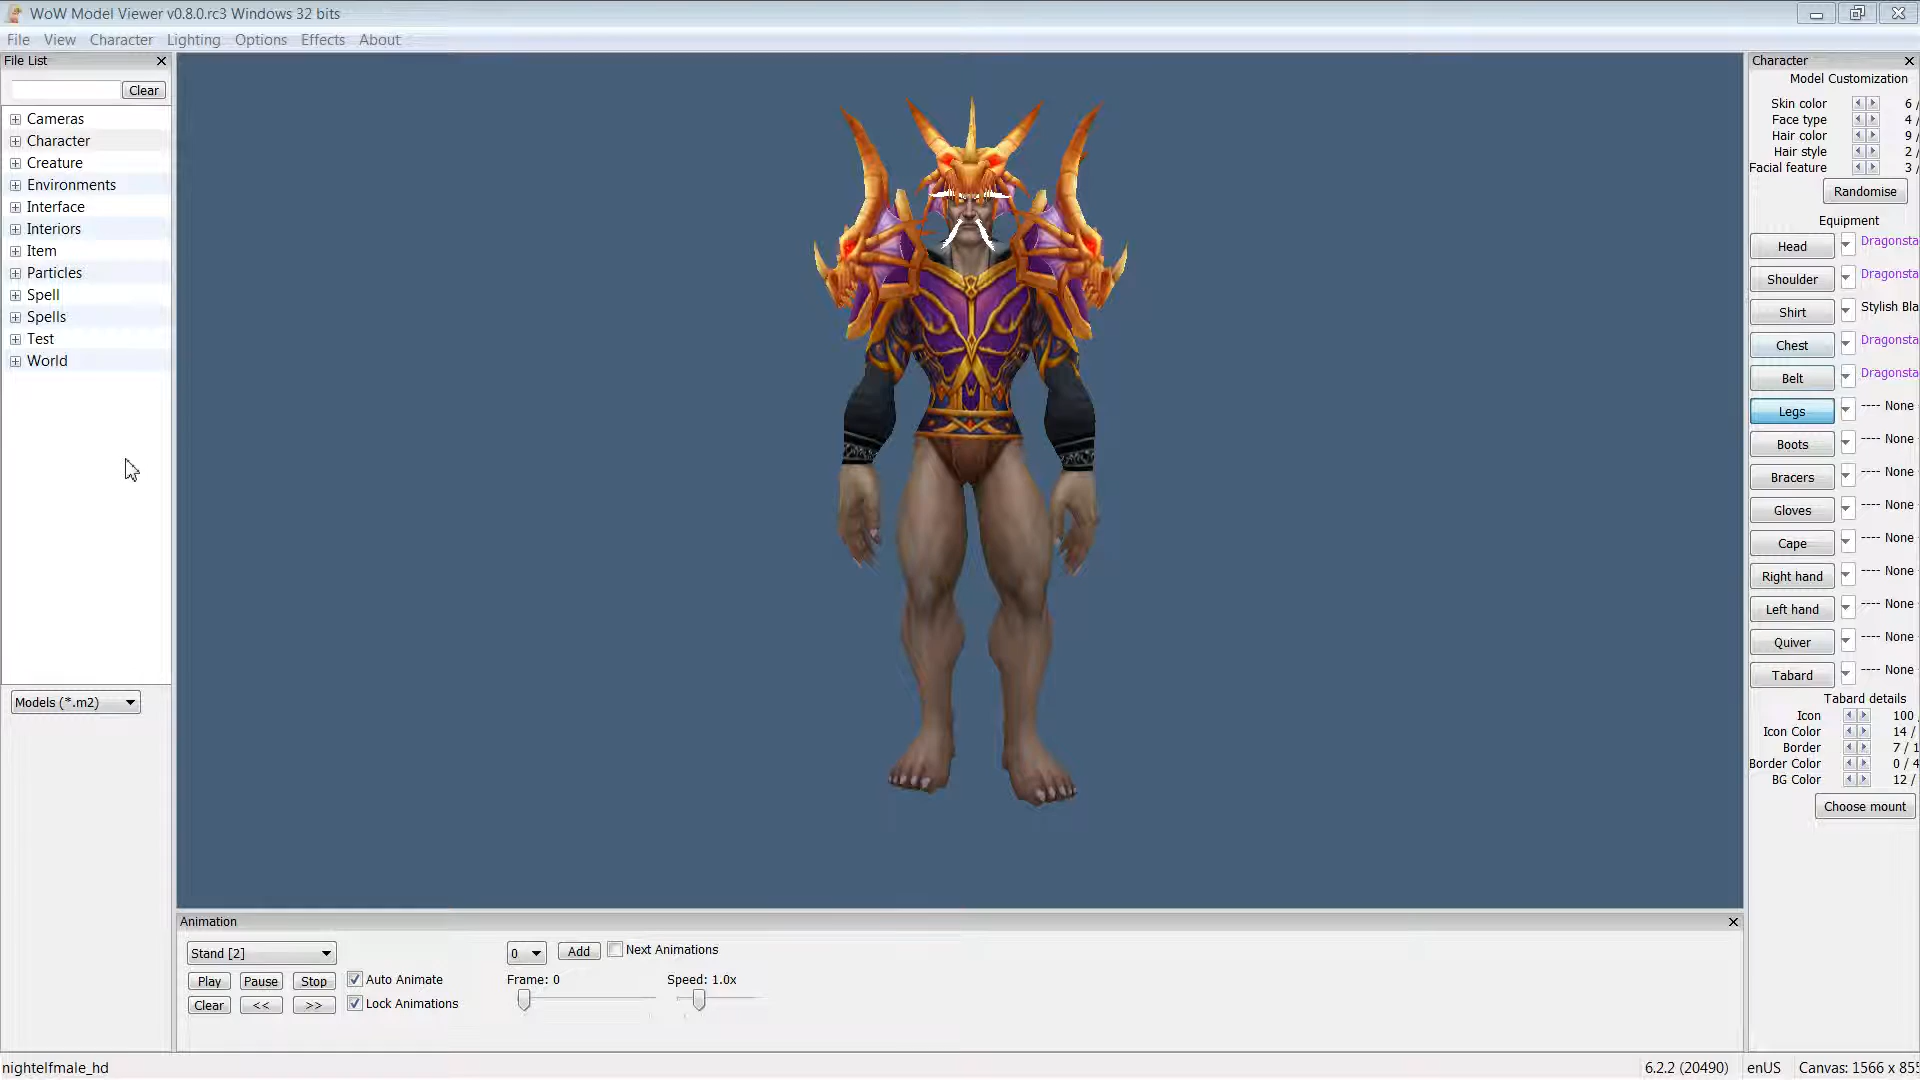 WoW Model Viewer v0.8.0.rc3 Windows 32 bits
File View Character Lighting Options Effects About
File List
Clear
Cameras
Character
Creature
Environments
Interface
Interiors
Item
Particles
Spell
Spells
Test
World
Models (*.m2)
Character
Model Customization
Skin color 6 /
Face type 4 /
Hair color 9 /
Hair style 2 /
Facial feature 3 /
Randomise
Equipment
Head Dragonsta
Shoulder Dragonsta
Shirt Stylish Bla
Chest Dragonsta
Belt Dragonsta
Legs ---- None
Boots ---- None
Bracers ---- None
Gloves ---- None
Cape ---- None
Right hand ---- None
Left hand ---- None
Quiver ---- None
Tabard ---- None
Tabard details
Icon 100 /
Icon Color 14 /
Border 7 / 1
Border Color 0 / 4
BG Color 12 /
Choose mount
Animation
Stand [2] 0 Add Next Animations
Play Pause Stop Auto Animate Frame: 0 Speed: 1.0x
Clear << >> Lock Animations
nightelfmale_hd 6.2.2 (20490) enUS Canvas: 1566 x 855